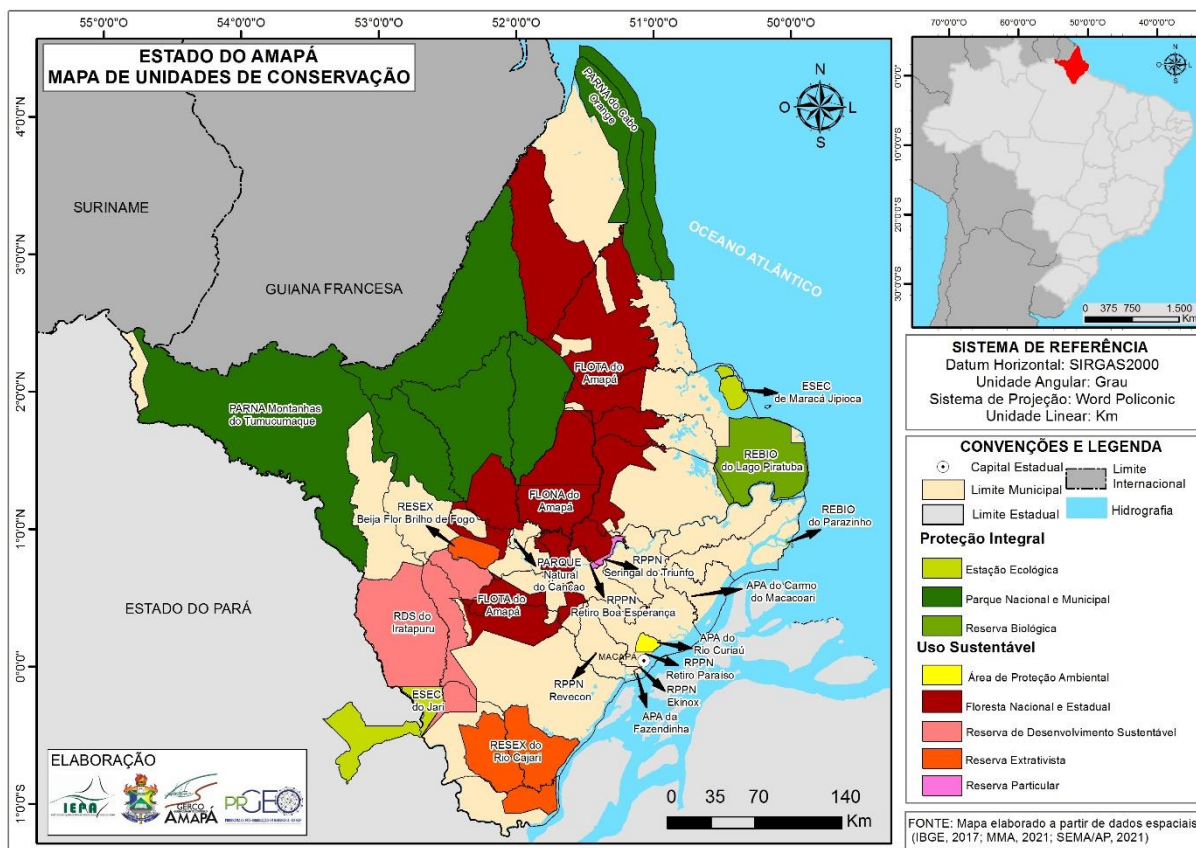 55°0'0"O
54°0'0"O
53°0'0"O
52°0'0"O
51°0'0"O
50°0'0"O
ESTADO DO AMAPÁ
MAPA DE UNIDADES DE CONSERVAÇÃO
4°0'0"N
3°0'0"N
2°0'0"N
1°0'0"N
0°0'0"
1°0'0"S
N
O
L
S
SURINAME
GUIANA FRANCESA
OCEANO ATLÂNTICO
ESTADO DO PARÁ
PARNA do Cabo
Orange
PARNA Montanhas
do Tumucumaque
FLOTA do
Amapá
ESEC
de Maracá Jipioca
REBIO
do Lago Piratuba
FLONA do
Amapá
RESEX
Beija Flor Brilho de Fogo
REBIO
do Parazinho
PARQUE
Natural
do Cancão
RPPN
Seringal do Triunfo
RPPN
Retiro Boa Esperança
APA do Carmo
do Macacoari
RDS do
Iratapuru
FLOTA do
Amapá
APA do
Rio Curiaú
MACAPÁ
RPPN
Retiro Paraíso
RPPN
Revecon
RPPN
Ekinox
APA da
Fazendinha
ESEC
do Jari
RESEX do
Rio Cajari
ELABORAÇÃO
IEPA
GERCO
AMAPÁ
PRGEO
0 35 70 140
Km
70°0'0"O
60°0'0"O
50°0'0"O
40°0'0"O
0°0'0"
10°0'0"S
20°0'0"S
30°0'0"S
N
O
L
S
0 375 750 1.500
Km
SISTEMA DE REFERÊNCIA
Datum Horizontal: SIRGAS2000
Unidade Angular: Grau
Sistema de Projeção: Word Policonic
Unidade Linear: Km
CONVENÇÕES E LEGENDA
Capital Estadual
Limite Municipal
Limite Estadual
Limite
Internacional
Hidrografia
Proteção Integral
Estação Ecológica
Parque Nacional e Municipal
Reserva Biológica
Uso Sustentável
Área de Proteção Ambiental
Floresta Nacional e Estadual
Reserva de Desenvolvimento Sustentável
Reserva Extrativista
Reserva Particular
FONTE: Mapa elaborado a partir de dados espaciais
(IBGE, 2017; MMA, 2021; SEMA/AP, 2021)